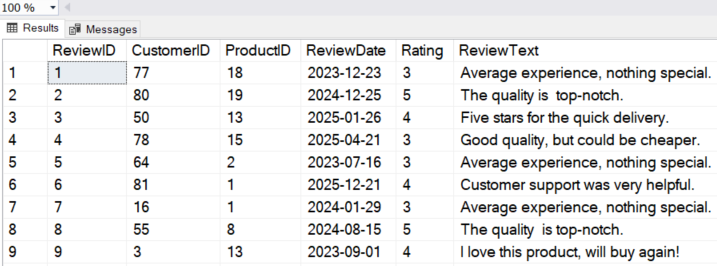 100 %
Results Messages
ReviewID CustomerID ProductID ReviewDate Rating ReviewText
1 1 77 18 2023-12-23 3 Average experience, nothing special.
2 2 80 19 2024-12-25 5 The quality is  top-notch.
3 3 50 13 2025-01-26 4 Five stars for the quick delivery.
4 4 78 15 2025-04-21 3 Good quality, but could be cheaper.
5 5 64 2 2023-07-16 3 Average experience, nothing special.
6 6 81 1 2025-12-21 4 Customer support was very helpful.
7 7 16 1 2024-01-29 3 Average experience, nothing special.
8 8 55 8 2024-08-15 5 The quality  is top-notch.
9 9 3 13 2023-09-01 4 I love this product, will buy again!